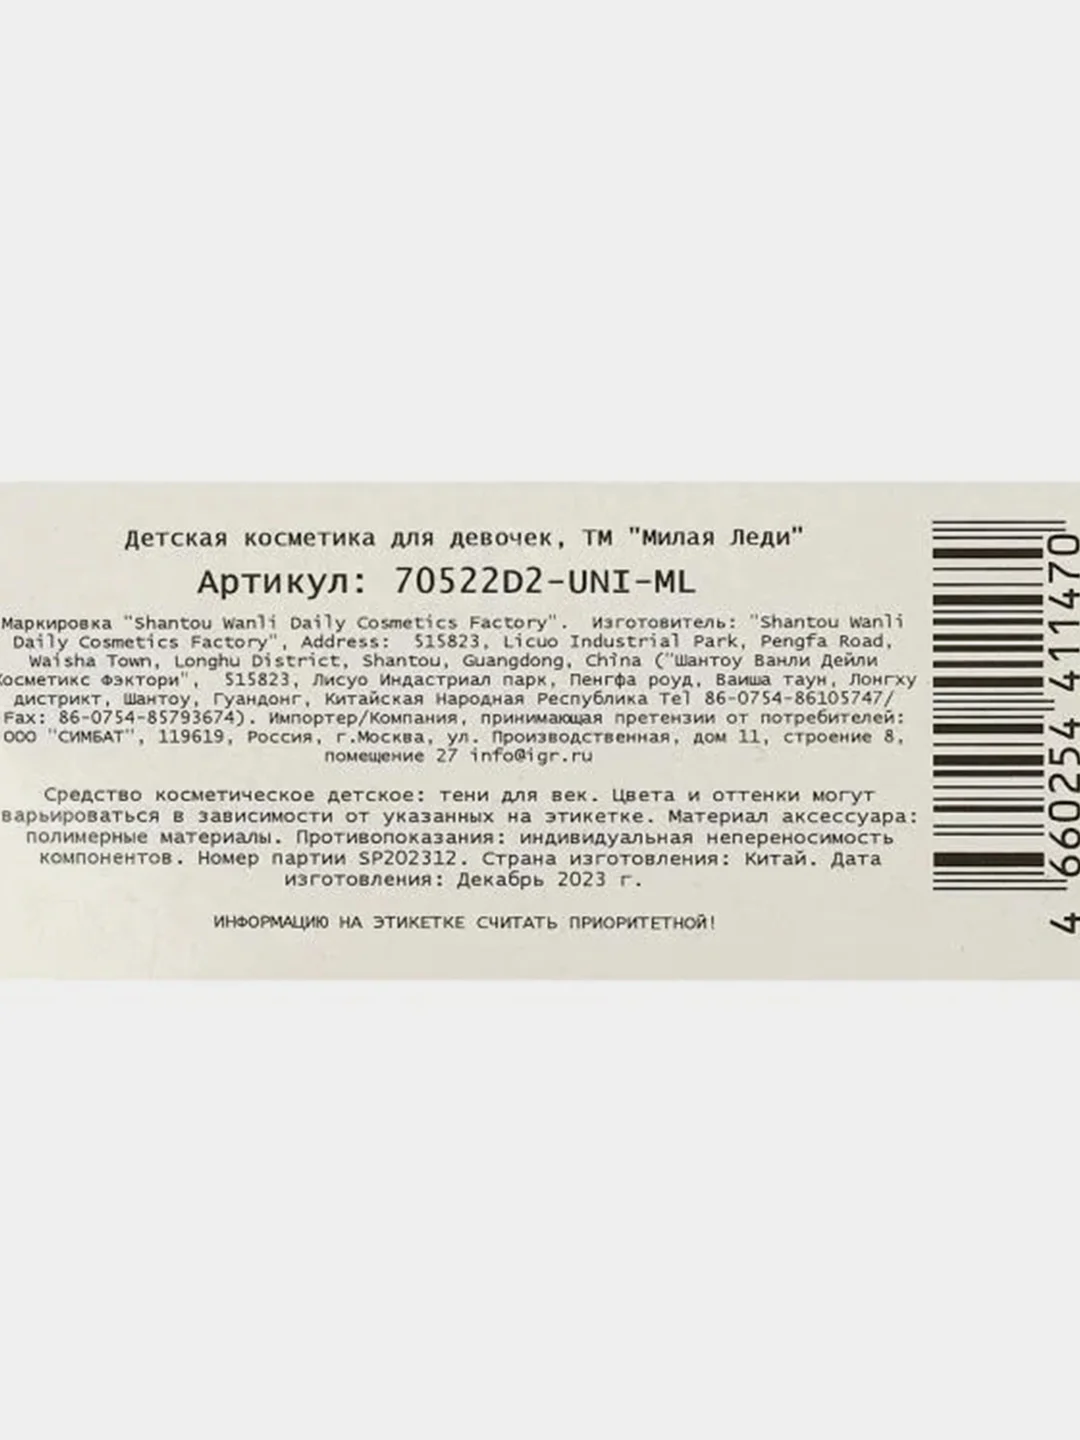 Детская косметика для девочек, ТМ "Милая Леди"
Артикул: 70522D2-UNI-ML
Маркировка "Shantou Wanli Daily Cosmetics Factory". Изготовитель: "Shantou Wanli
Daily Cosmetics Factory", Address: 515823, Licuo Industrial Park, Pengfa Road,
Waisha Town, Longhu District, Shantou, Guangdong, China ("Шантоу Ванли Дейли
Косметикс Фэктори", 515823, Лисуо Индастриал парк, Пенгфа роуд, Ваиша таун, Лонгху
дистрикт, Шантоу, Гуандонг, Китайская Народная Республика Tel 86-0754-86105747/
Fax: 86-0754-85793674). Импортер/Компания, принимающая претензии от потребителей:
ООО "СИМБАТ", 119619, Россия, г.Москва, ул. Производственная, дом 11, строение 8,
помещение 27 info@igr.ru
Средство косметическое детское: тени для век. Цвета и оттенки могут
варьироваться в зависимости от указанных на этикетке. Материал аксессуара:
полимерные материалы. Противопоказания: индивидуальная непереносимость
компонентов. Номер партии SP202312. Страна изготовления: Китай. Дата
изготовления: Декабрь 2023 г.
ИНФОРМАЦИЮ НА ЭТИКЕТКЕ СЧИТАТЬ ПРИОРИТЕТНОЙ!
4 660254 411470